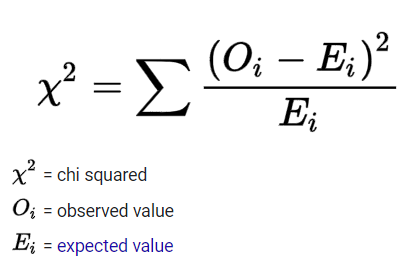 χ² = ∑ (Oᵢ − Eᵢ)² / Eᵢ
χ² = chi squared
Oᵢ = observed value
Eᵢ = expected value